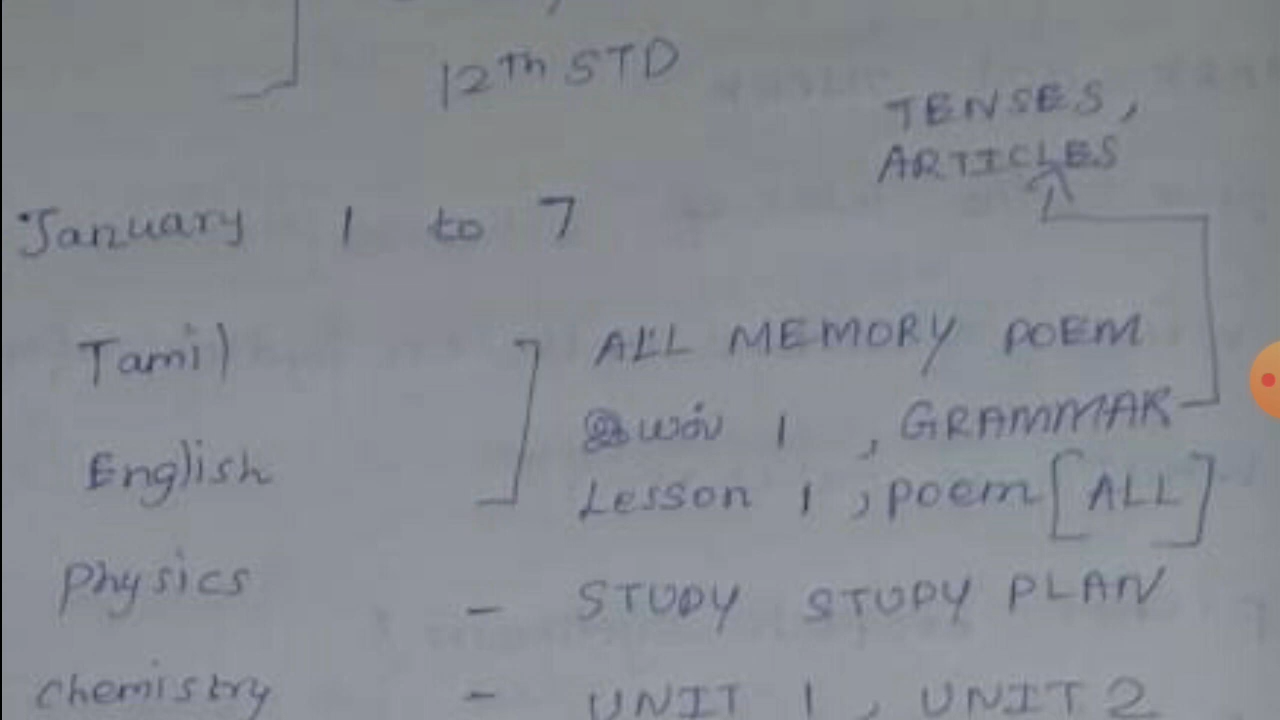 12Th STD
TENSES,
ARTICLES
January 1 to 7
Tamil
ALL MEMORY POEM
இயல் 1 , GRAMMAR
English
Lesson 1 , poem [ALL]
Physics - STUDY STUDY PLAN
chemistry - UNIT 1, UNIT 2